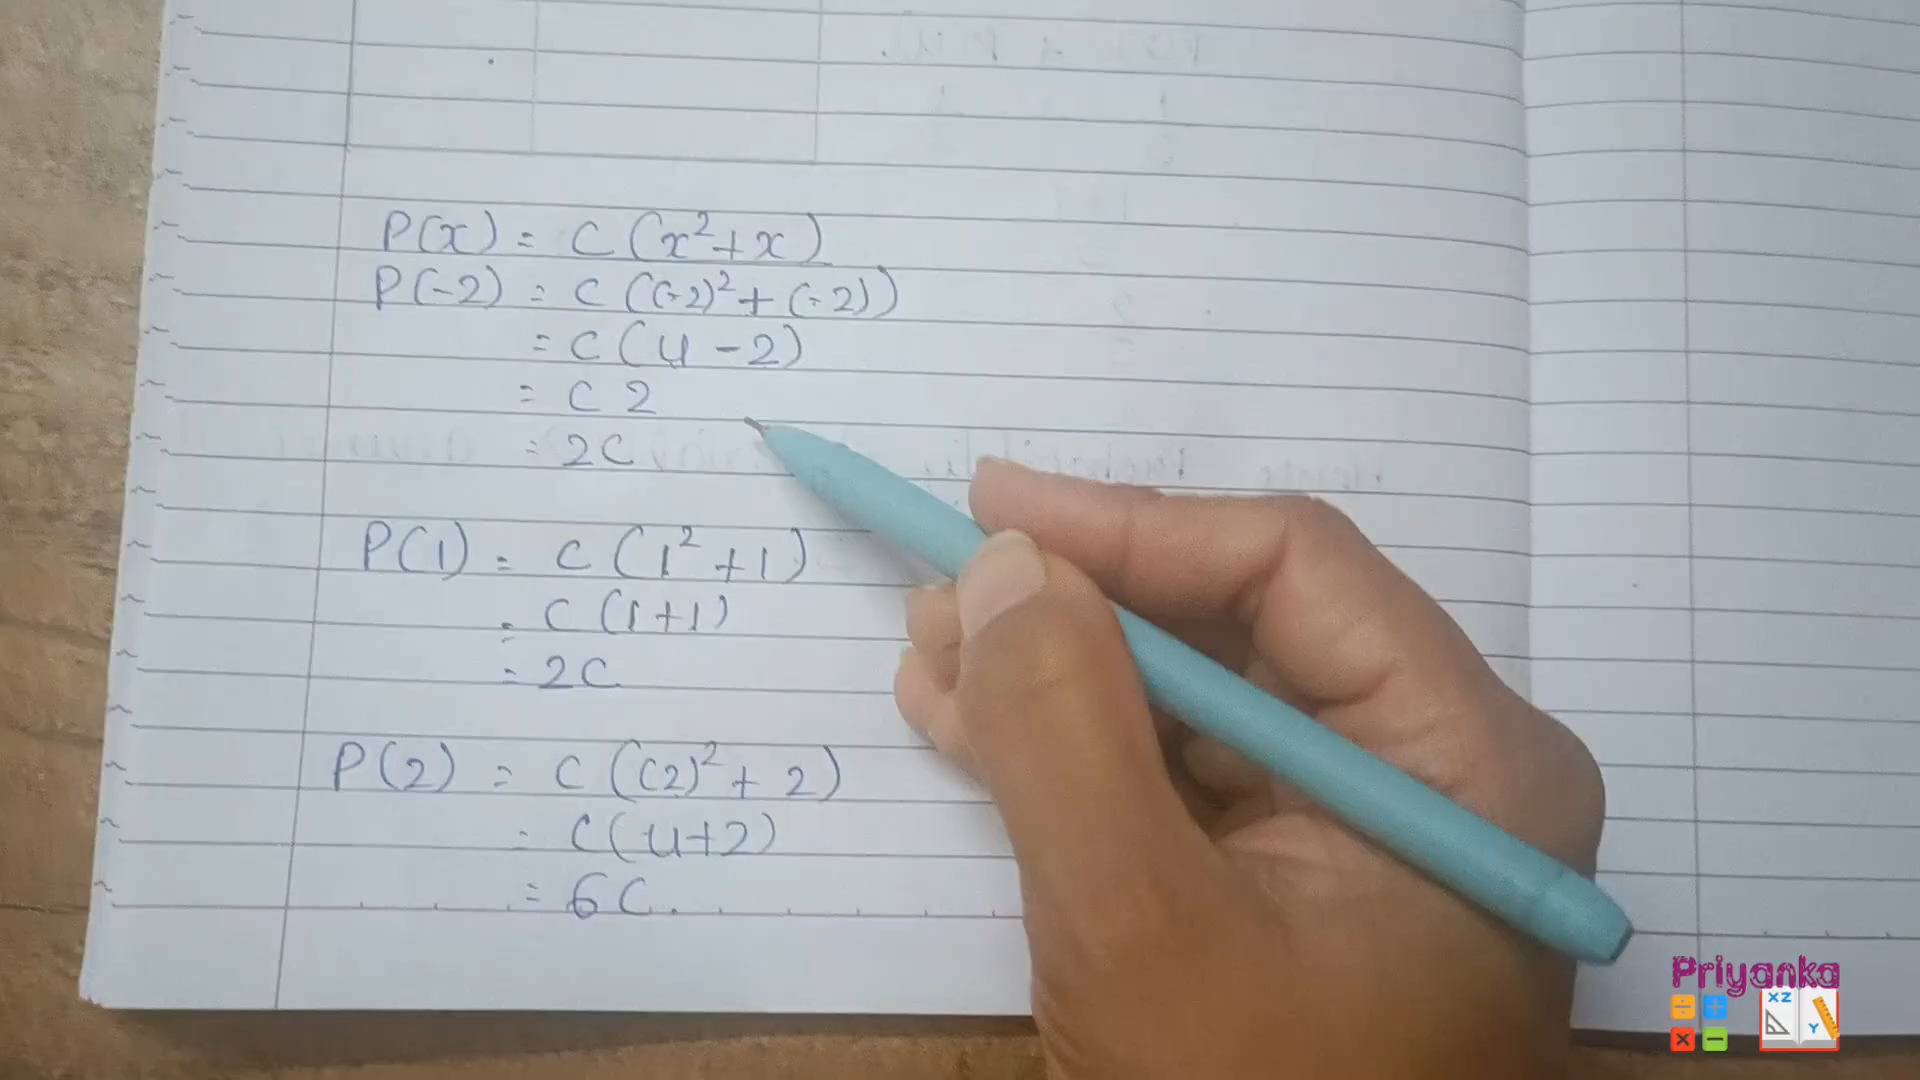 P(x) = C(x²+x)
P(-2) = C((-2)²+(-2))
= C(4-2)
= C 2
= 2C
P(1) = C(1²+1)
= C(1+1)
= 2C
P(2) = C((2)²+2)
= C(4+2)
= 6C.
Priyanka
XZ
Y